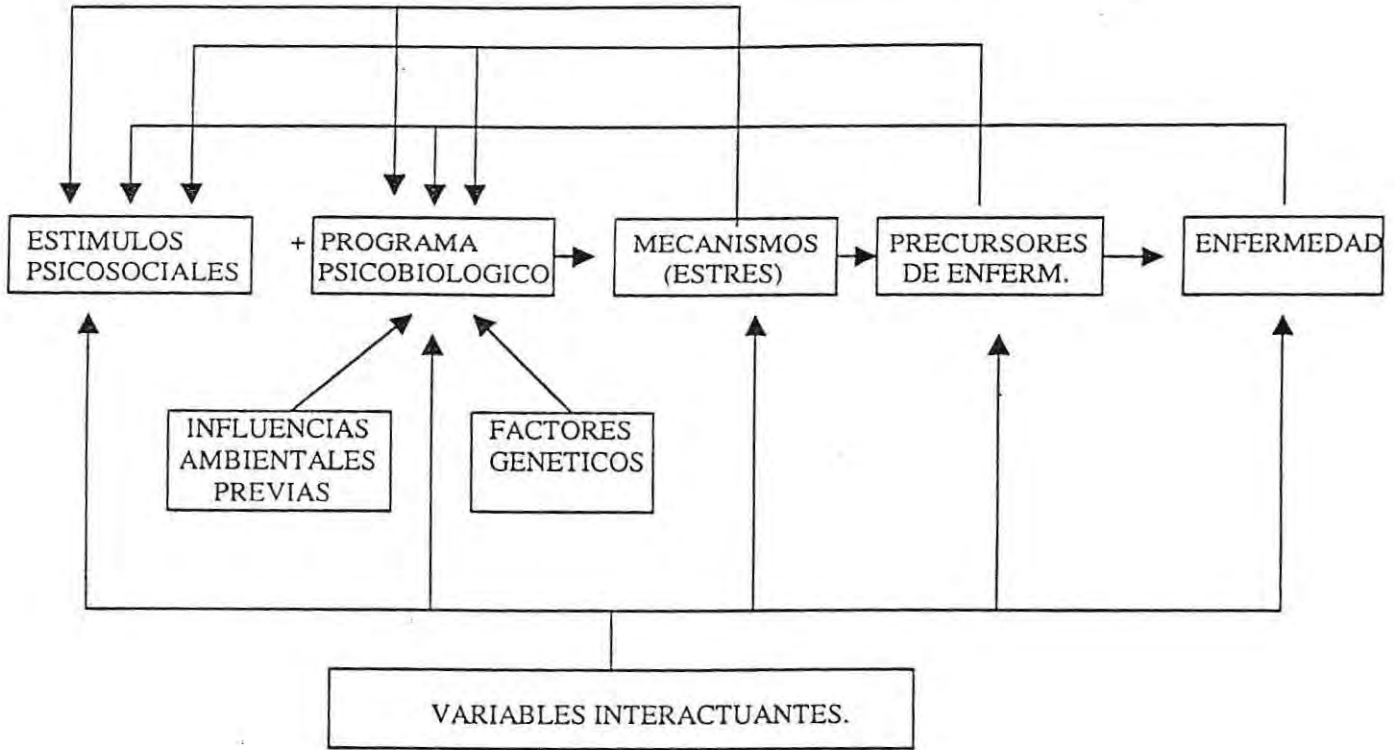 ESTIMULOS
PSICOSOCIALES
+ PROGRAMA
PSICOBIOLOGICO
MECANISMOS
(ESTRES)
PRECURSORES
DE ENFERM.
ENFERMEDAD
INFLUENCIAS
AMBIENTALES
PREVIAS
FACTORES
GENETICOS
VARIABLES INTERACTUANTES.